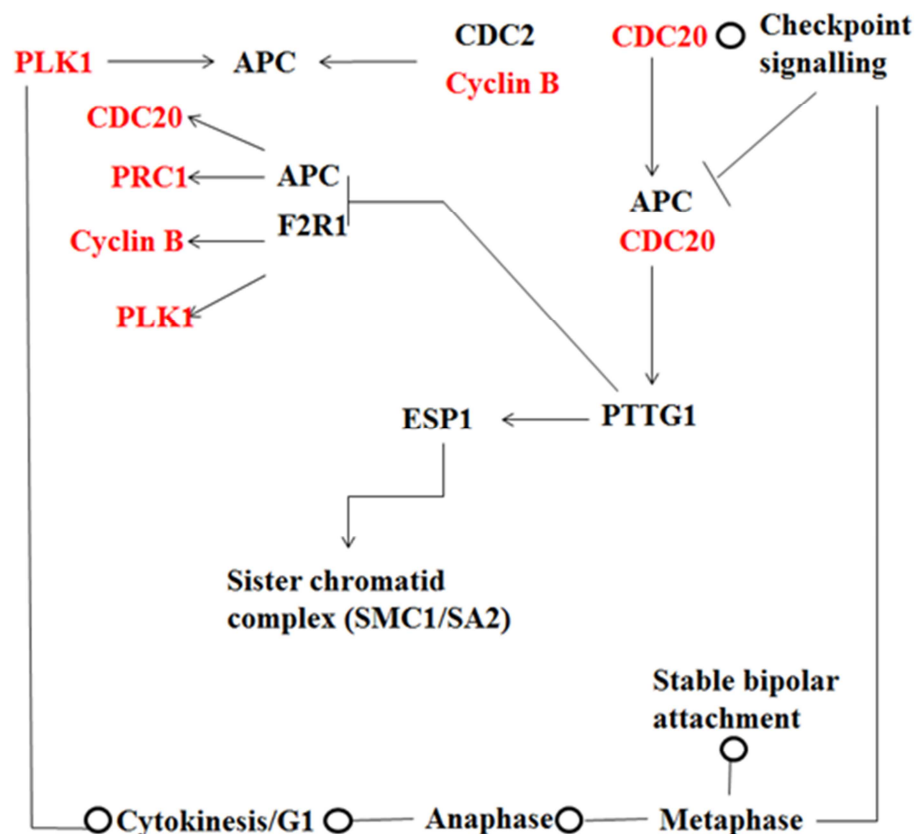 CDC2
CDC20
Checkpoint
signalling
PLK1
APC
Cyclin B
CDC20
PRC1
APC
APC
F2R1
CDC20
Cyclin B
PLK1
ESP1
PTTG1
Sister chromatid
complex (SMC1/SA2)
Stable bipolar
attachment
Cytokinesis/G1
Anaphase
Metaphase